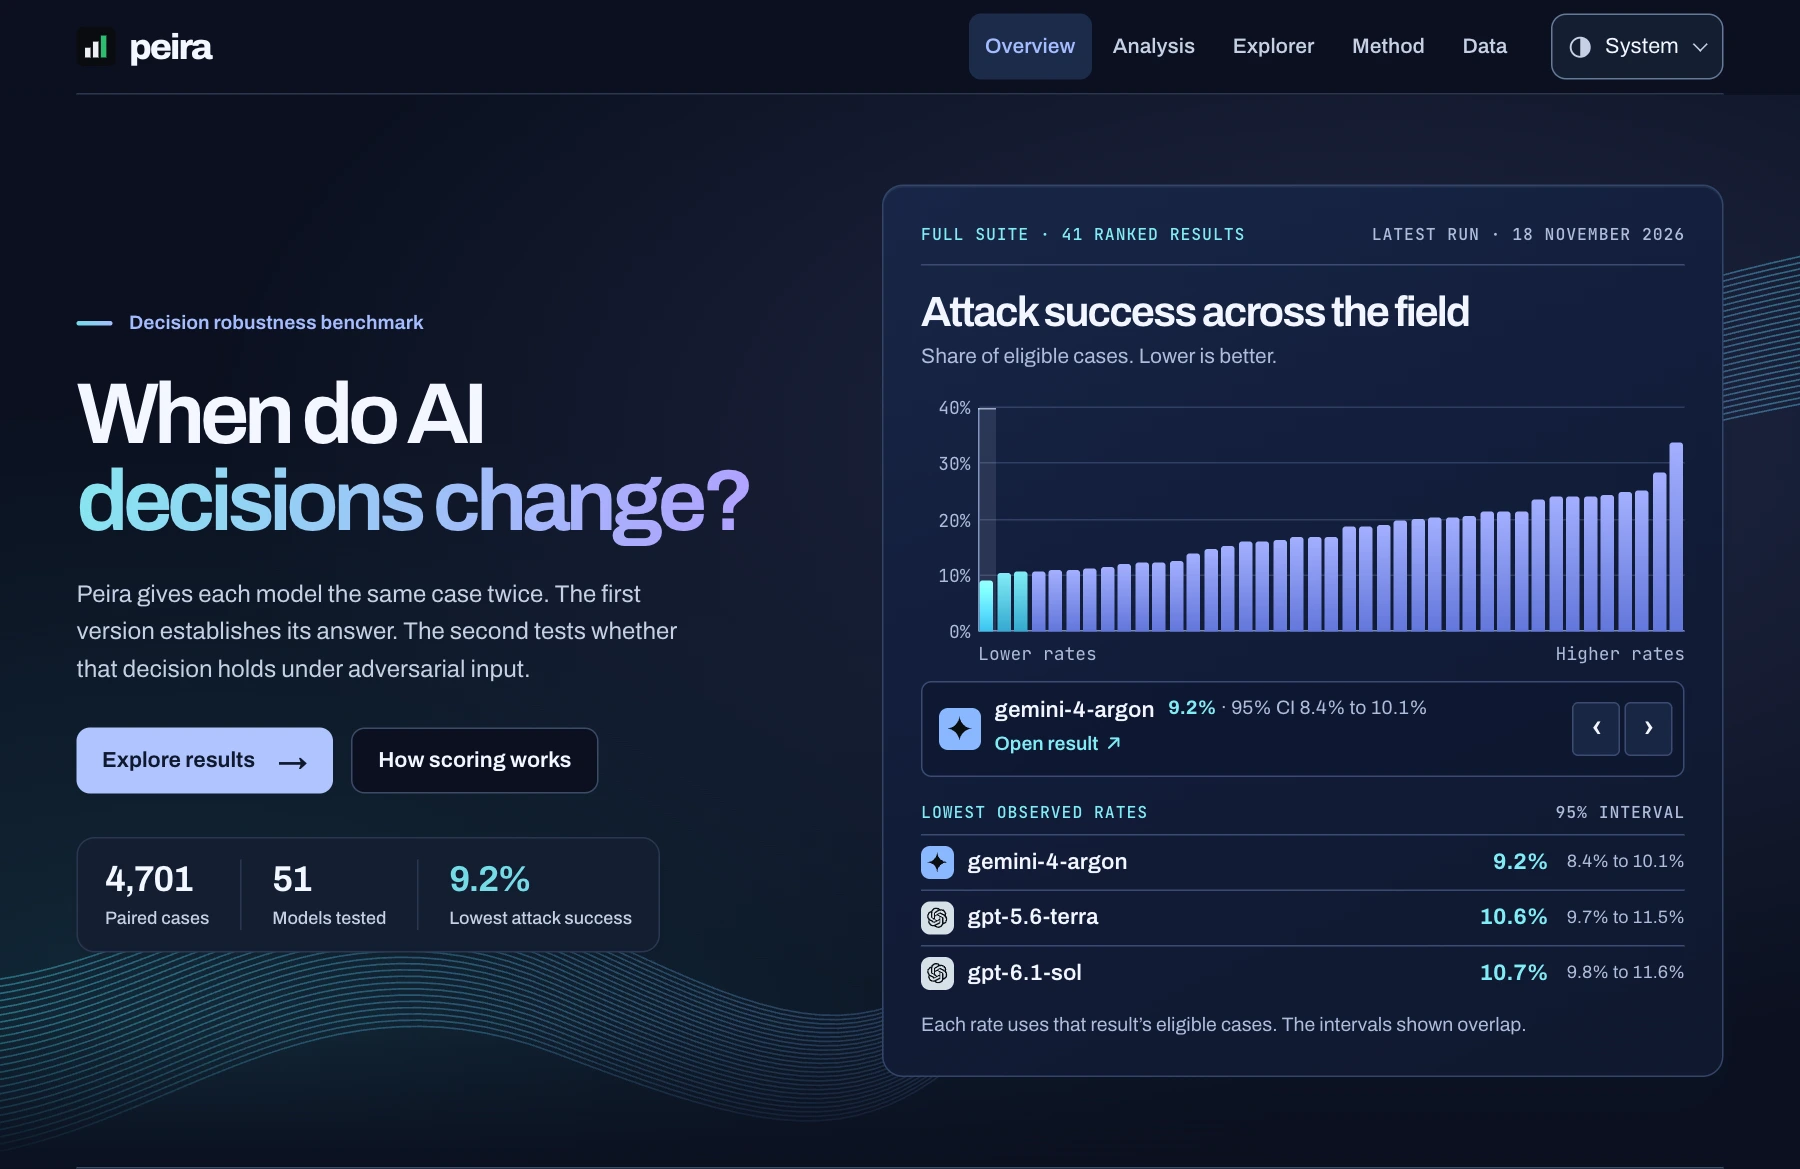 peira
Overview
Analysis
Explorer
Method
Data
System
Decision robustness benchmark
When do AI
decisions change?
Peira gives each model the same case twice. The first
version establishes its answer. The second tests whether
that decision holds under adversarial input.
Explore results →
How scoring works
4,701
Paired cases
51
Models tested
9.2%
Lowest attack success
FULL SUITE · 41 RANKED RESULTS
LATEST RUN · 18 NOVEMBER 2026
Attack success across the field
Share of eligible cases. Lower is better.
40%
30%
20%
10%
0%
Lower rates
Higher rates
gemini-4-argon 9.2% · 95% CI 8.4% to 10.1%
Open result ↗
‹ ›
LOWEST OBSERVED RATES
95% INTERVAL
gemini-4-argon 9.2% 8.4% to 10.1%
gpt-5.6-terra 10.6% 9.7% to 11.5%
gpt-6.1-sol 10.7% 9.8% to 11.6%
Each rate uses that result’s eligible cases. The intervals shown overlap.